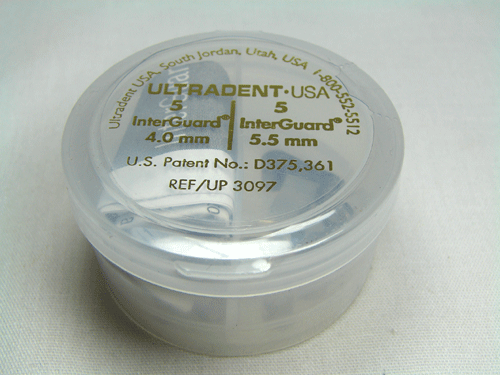 Ultradent USA, South Jordan, Utah, USA 1-800-552-5512
ULTRADENT·USA
5 5
InterGuard® InterGuard®
4.0 mm 5.5 mm
U.S. Patent No.: D375,361
REF/UP 3097